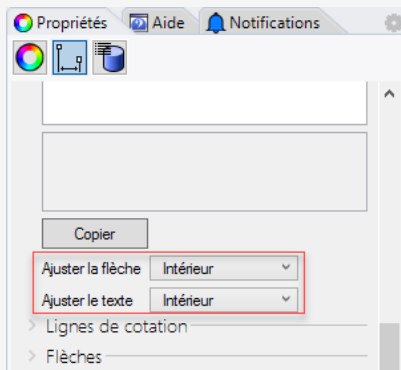 Propriétés
Aide
Notifications
Copier
Ajuster la flèche
Intérieur
Ajuster le texte
Intérieur
Lignes de cotation
Flèches